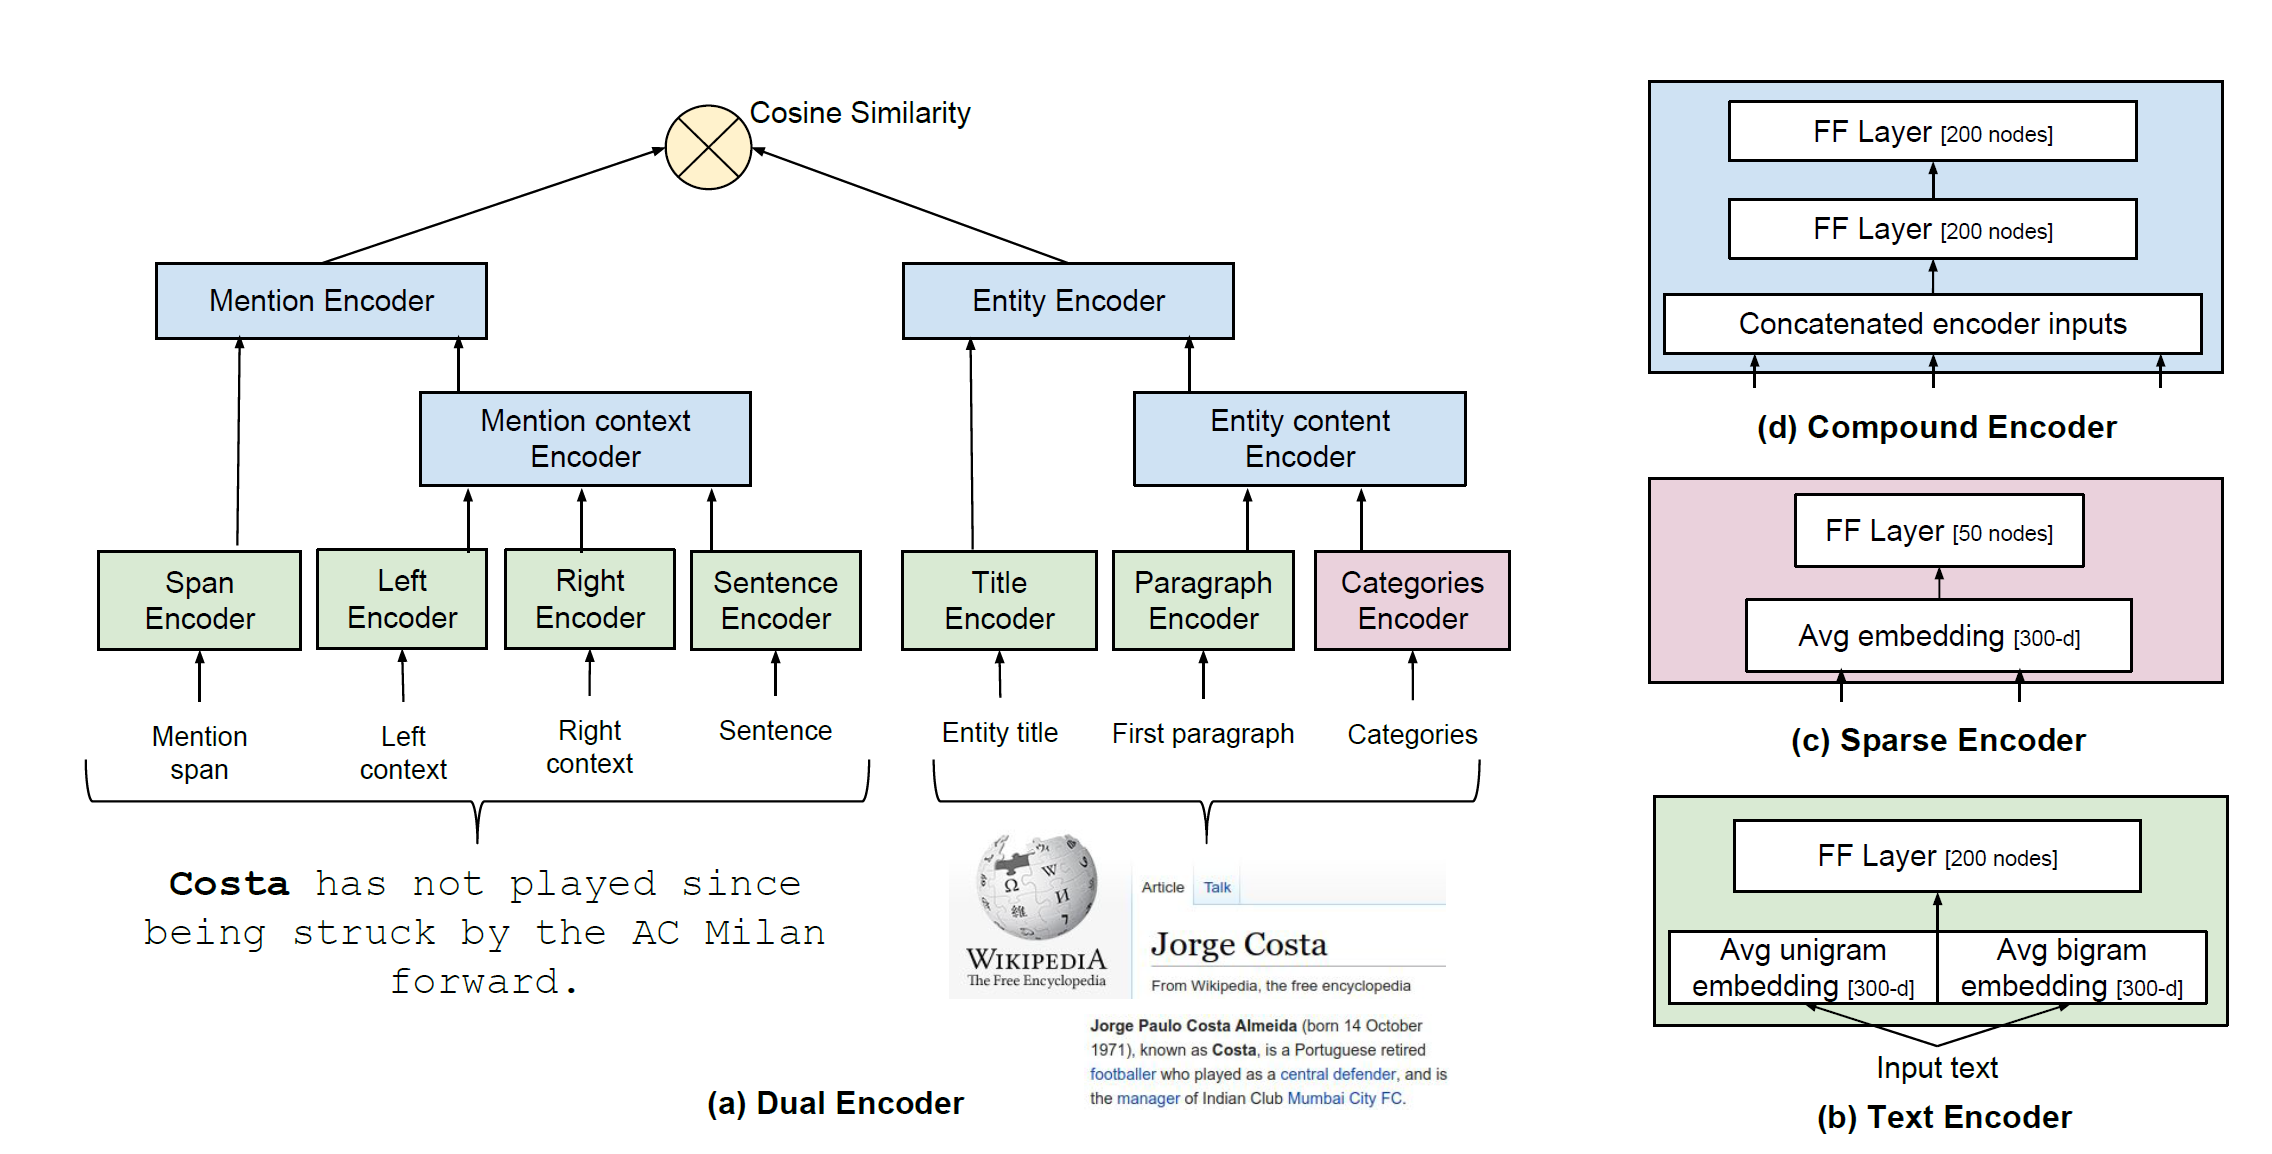 Cosine Similarity
Mention Encoder
Entity Encoder
Mention context
Encoder
Entity content
Encoder
Span
Encoder
Left
Encoder
Right
Encoder
Sentence
Encoder
Title
Encoder
Paragraph
Encoder
Categories
Encoder
Mention
span
Left
context
Right
context
Sentence
Entity title
First paragraph
Categories
Costa has not played since
being struck by the AC Milan
forward.
WIKIPEDIA
The Free Encyclopedia
Article
Talk
Jorge Costa
From Wikipedia, the free encyclopedia
Jorge Paulo Costa Almeida (born 14 October
1971), known as Costa, is a Portuguese retired
footballer who played as a central defender, and is
the manager of Indian Club Mumbai City FC.
(a) Dual Encoder
FF Layer [200 nodes]
FF Layer [200 nodes]
Concatenated encoder inputs
(d) Compound Encoder
FF Layer [50 nodes]
Avg embedding [300-d]
(c) Sparse Encoder
FF Layer [200 nodes]
Avg unigram
embedding [300-d]
Avg bigram
embedding [300-d]
Input text
(b) Text Encoder